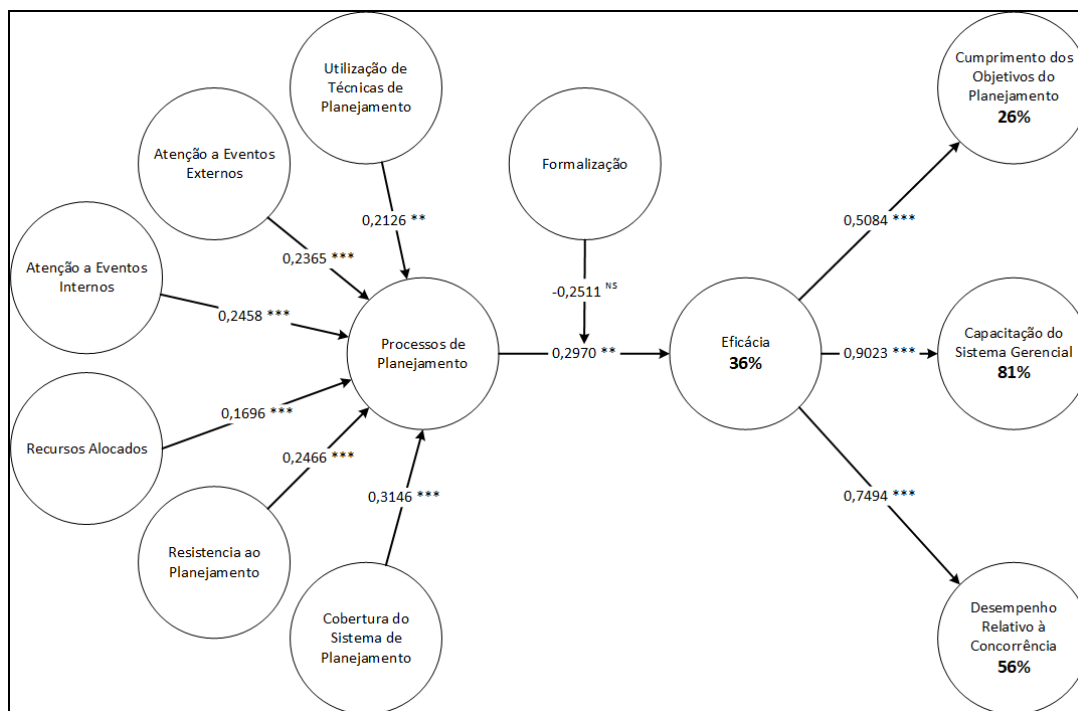 Utilização de
Técnicas de
Planejamento
Atenção a Eventos
Externos
Atenção a Eventos
Internos
Recursos Alocados
Resistencia ao
Planejamento
Cobertura do
Sistema de
Planejamento
0,2126 **
0,2365 ***
0,2458 ***
0,1696 ***
0,2466 ***
0,3146 ***
Processos de
Planejamento
Formalização
-0,2511 NS
0,2970 **
Eficácia
36%
0,5084 ***
0,9023 ***
0,7494 ***
Cumprimento dos
Objetivos do
Planejamento
26%
Capacitação do
Sistema Gerencial
81%
Desempenho
Relativo à
Concorrência
56%